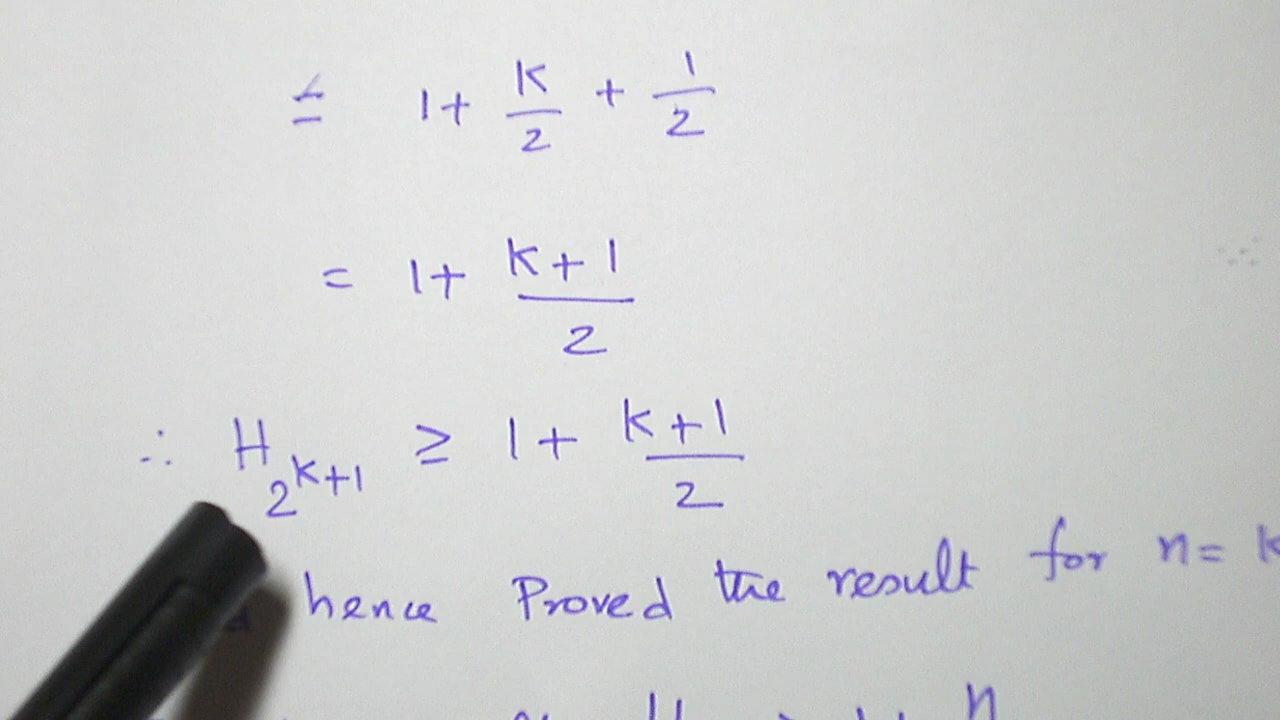 = 1 + K/2 + 1/2
= 1 + (K+1)/2
∴ H_{2^{K+1}} ≥ 1 + (K+1)/2
hence Proved the result for n =
n